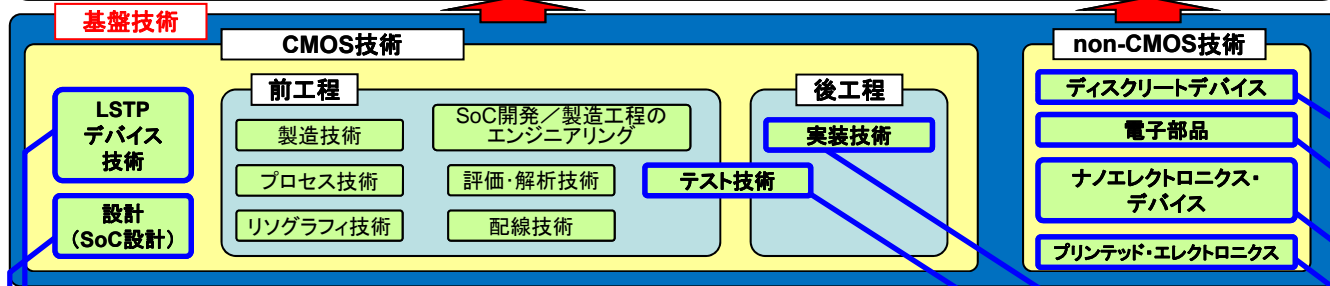 基盤技術
CMOS技術
LSTP
デバイス
技術
設計
(SoC設計)
前工程
製造技術
プロセス技術
リソグラフィ技術
SoC開発／製造工程の
エンジニアリング
評価・解析技術
配線技術
テスト技術
後工程
実装技術
non-CMOS技術
ディスクリートデバイス
電子部品
ナノエレクトロニクス・
デバイス
プリンテッド・エレクトロニクス